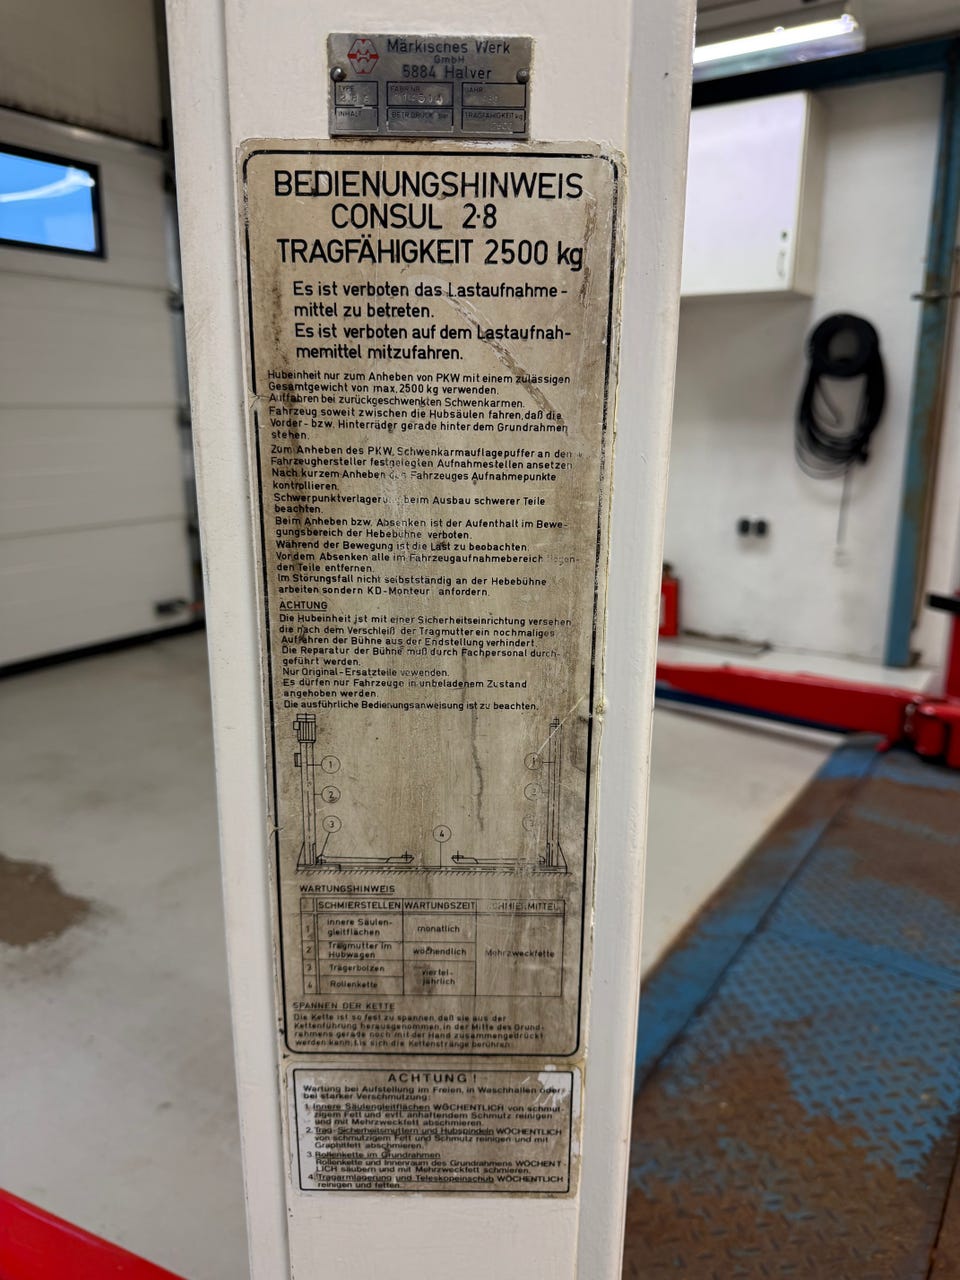 Märkisches Werk
GmbH
5884 Halver
TYPE
FABR.NR.
JAHR
INHALT
BETR.DRUCK bar
TRAGFÄHIGKEIT kg
BEDIENUNGSHINWEIS
CONSUL 2·8
TRAGFÄHIGKEIT 2500 kg
Es ist verboten das Lastaufnahme-
mittel zu betreten.
Es ist verboten auf dem Lastaufnah-
memittel mitzufahren.
Hubeinheit nur zum Anheben von PKW mit einem zulässigen
Gesamtgewicht von max. 2500 kg verwenden.
Auffahren bei zurückgeschwenkten Schwenkarmen.
Fahrzeug soweit zwischen die Hubsäulen fahren, daß die
Vorder- bzw. Hinterräder gerade hinter dem Grundrahmen
stehen.
Zum Anheben des PKW, Schwenkarmauflagepuffer an den
Fahrzeughersteller festgelegten Aufnahmestellen ansetzen
Nach kurzem Anheben des Fahrzeuges Aufnahmepunkte
kontrollieren.
Schwerpunktverlagerung beim Ausbau schwerer Teile
beachten.
Beim Anheben bzw. Absenken ist der Aufenthalt im Bewe-
gungsbereich der Hebebühne verboten.
Während der Bewegung ist die Last zu beobachten.
Vor dem Absenken alle im Fahrzeugaufnahmebereich liegen-
den Teile entfernen.
Im Störungsfall nicht selbstständig an der Hebebühne
arbeiten sondern KD-Monteur anfordern.
ACHTUNG
Die Hubeinheit ist mit einer Sicherheitseinrichtung versehen
die nach dem Verschleiß der Tragmutter ein nochmaliges
Auffahren der Bühne aus der Endstellung verhindert.
Die Reparatur der Bühne muß durch Fachpersonal durch-
geführt werden.
Nur Original-Ersatzteile vewenden.
Es dürfen nur Fahrzeuge in unbeladenem Zustand
angehoben werden.
Die ausführliche Bedienungsanweisung ist zu beachten.
1 1
2 2
3 4 3
WARTUNGSHINWEIS
SCHMIERSTELLEN WARTUNGSZEIT SCHMIERMITTEL
1 innere Säulen-
gleitflächen monatlich
2 Tragmutter im
Hubwagen wöchendlich Mehrzweckfette
3 Trägerbolzen viertel-
4 Rollenkette jährlich
SPANNEN DER KETTE
Die Kette ist so fest zu spannen, daß sie aus der
Kettenführung herausgenommen, in der Mitte des Grund-
rahmens gerade noch mit der Hand zusammengedrückt
werden kann, bis sich die Kettenstränge berühren.
ACHTUNG!
Wartung bei Aufstellung im Freien, in Waschhallen oder
bei starker Verschmutzung:
1. Innere Säulengleitflächen WÖCHENTLICH von schmut-
zigem Fett und evtl. anhaftendem Schmutz reinigen
und mit Mehrzweckfett abschmieren.
2. Trag- Sicherheitsmuttern und Hubspindeln WÖCHENTLICH
von schmutzigem Fett und Schmutz reinigen und mit
Graphitfett abschmieren.
3. Rollenkette im Grundrahmen
Rollenkette und Innenraum des Grundrahmens WÖCHENT-
LICH säubern und mit Mehrzweckfett schmieren.
4. Tragarmlagerung und Teleskopeinschub WÖCHENTLICH
reinigen und fetten.